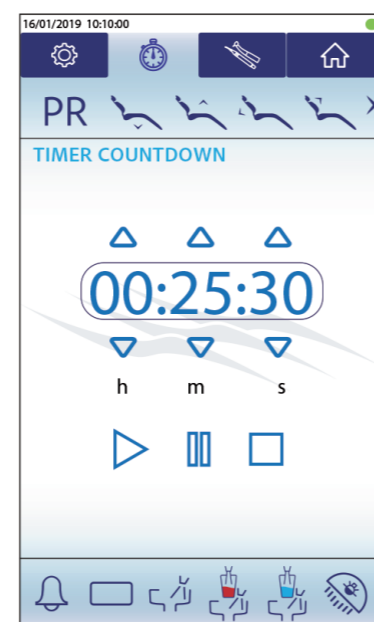 16/01/2019 10:10:00
PR
TIMER COUNTDOWN
00:25:30
h m s